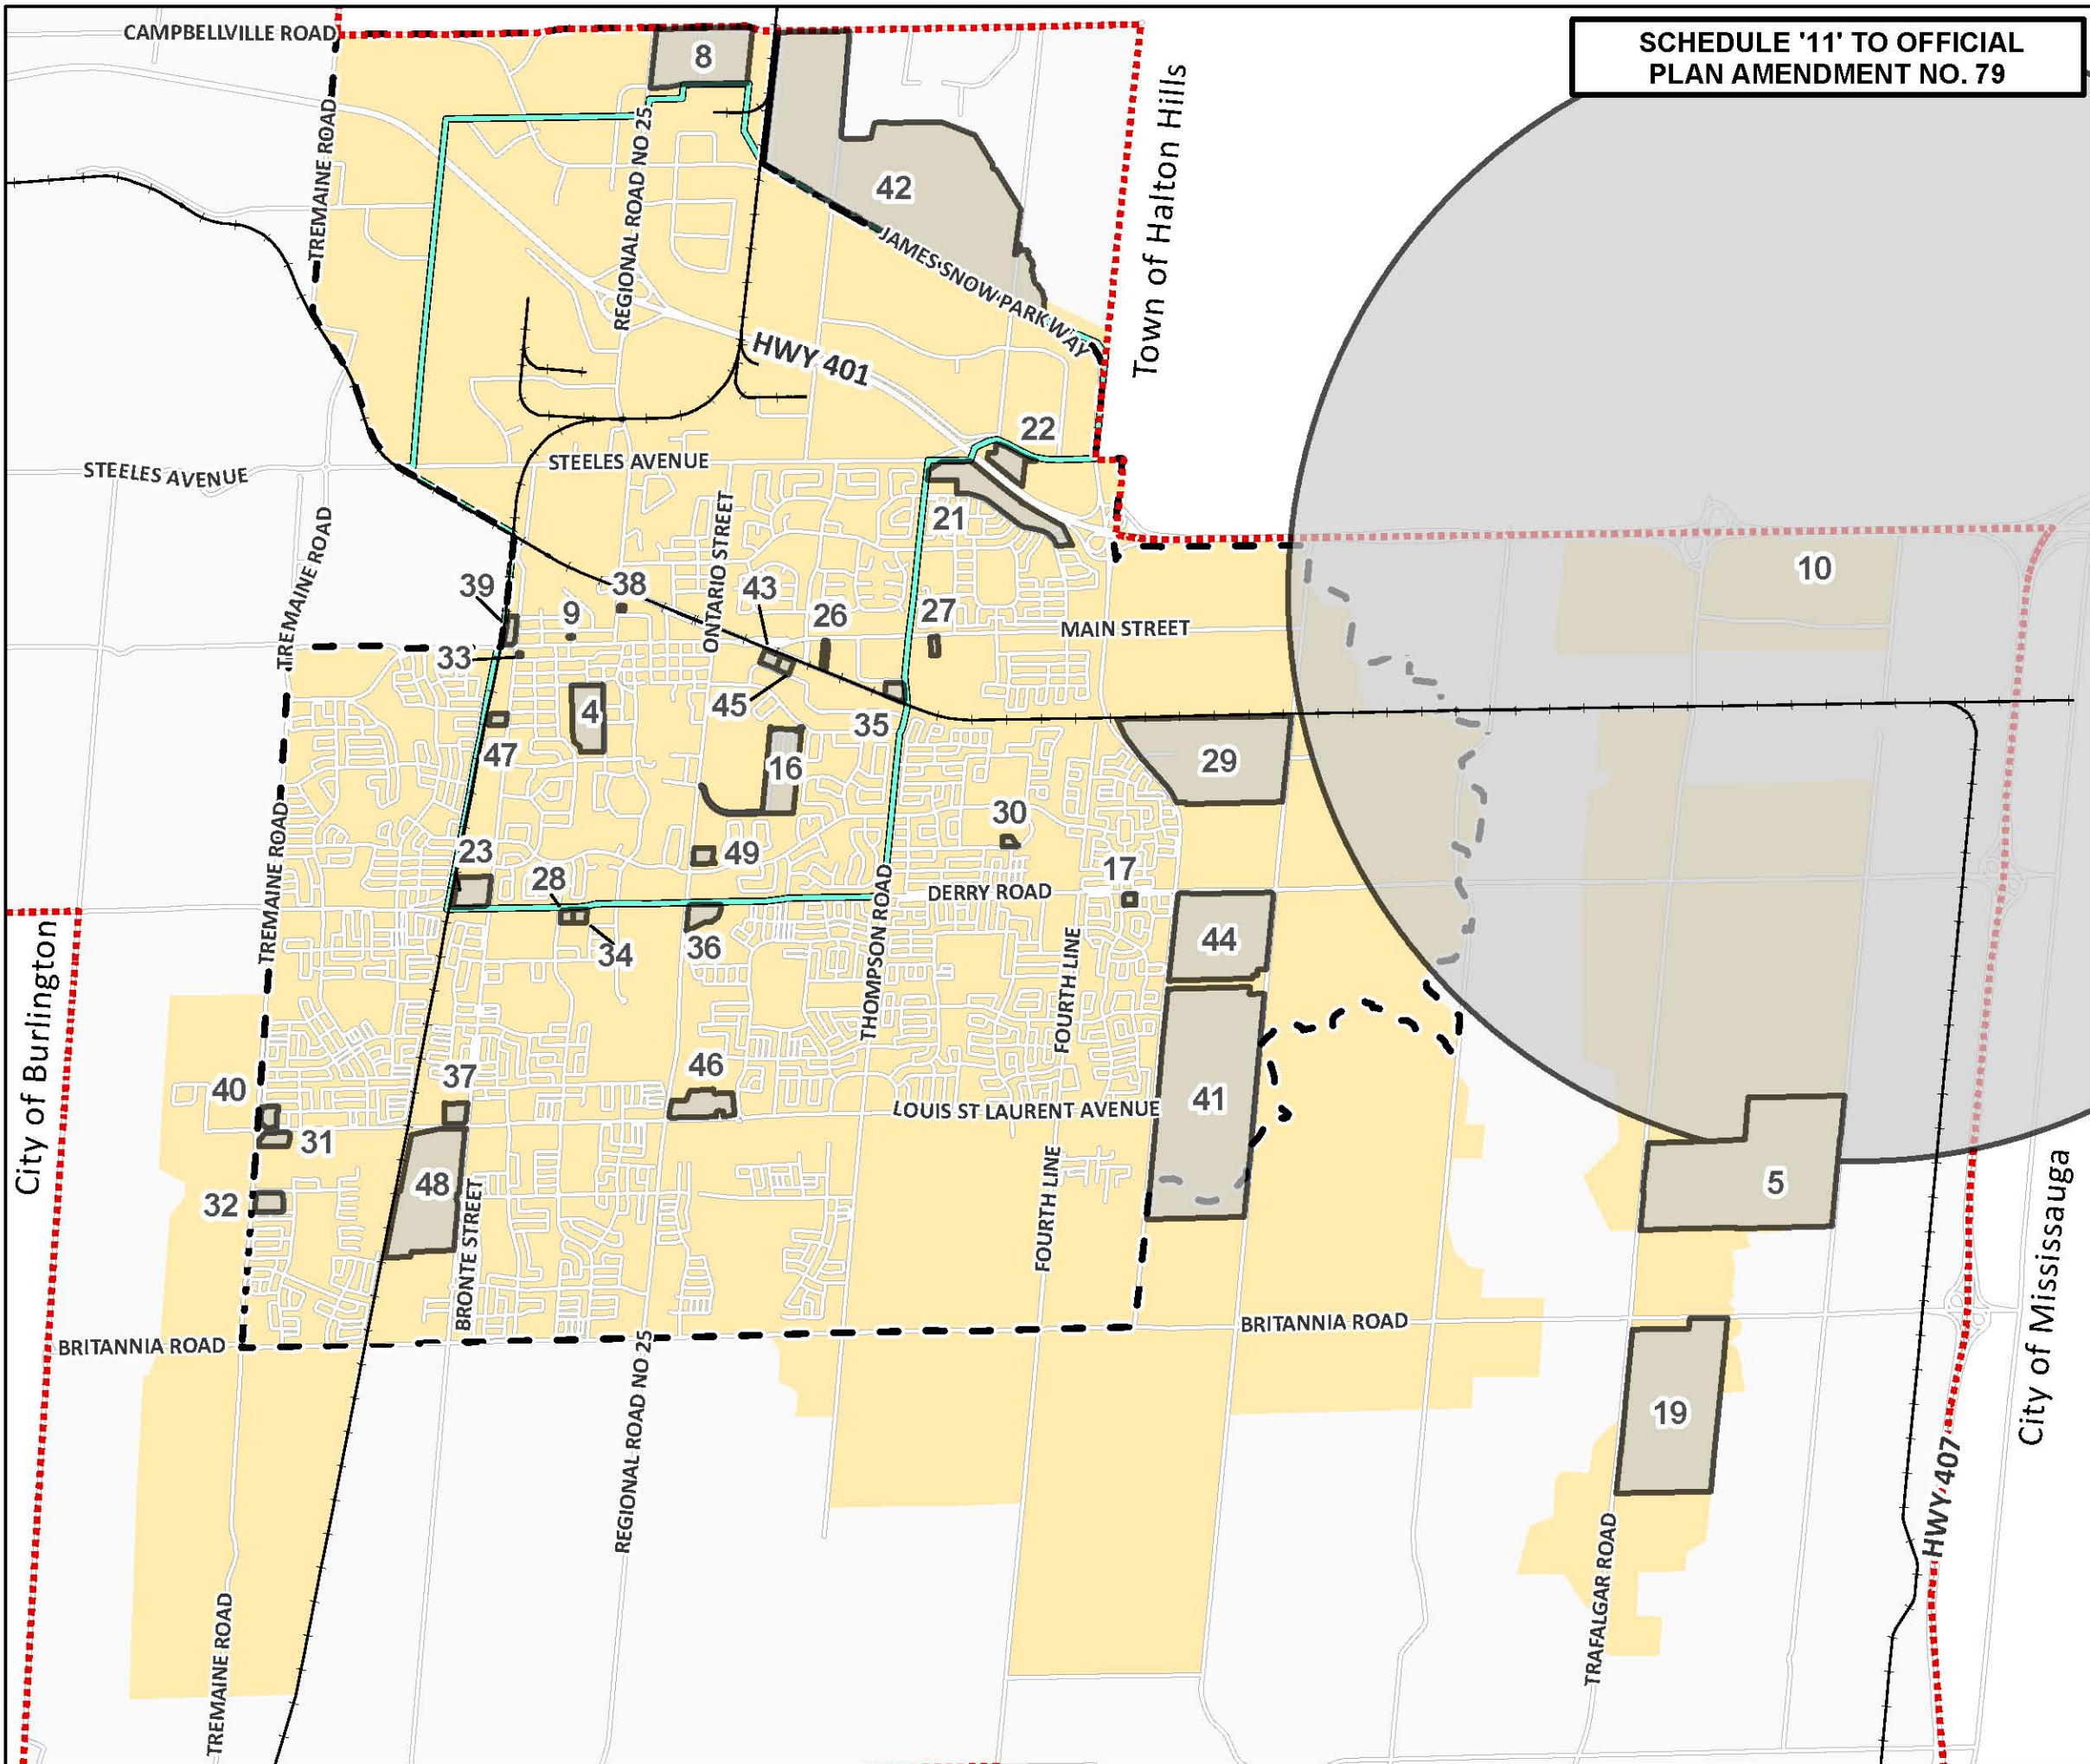 SCHEDULE '11' TO OFFICIAL
PLAN AMENDMENT NO. 79
CAMPBELLVILLE ROAD
8
TREMAINE ROAD
REGIONAL ROAD NO 25
42
Town of Halton Hills
JAMES SNOW PARKWAY
HWY 401
22
STEELES AVENUE
STEELES AVENUE
21
ONTARIO STREET
TREMAINE ROAD
10
39
38
43
9
26
27
MAIN STREET
33
45
4
35
47
16
29
30
TREMAINE ROAD
23
49
17
28
DERRY ROAD
THOMPSON ROAD
34
36
44
FOURTH LINE
City of Burlington
46
37
40
LOUIS ST LAURENT AVENUE
41
31
48
32
5
FOURTH LINE
BRONTE STREET
City of Mississauga
BRITANNIA ROAD
BRITANNIA ROAD
REGIONAL ROAD NO 25
19
HWY 407
TRAFALGAR ROAD
TREMAINE ROAD